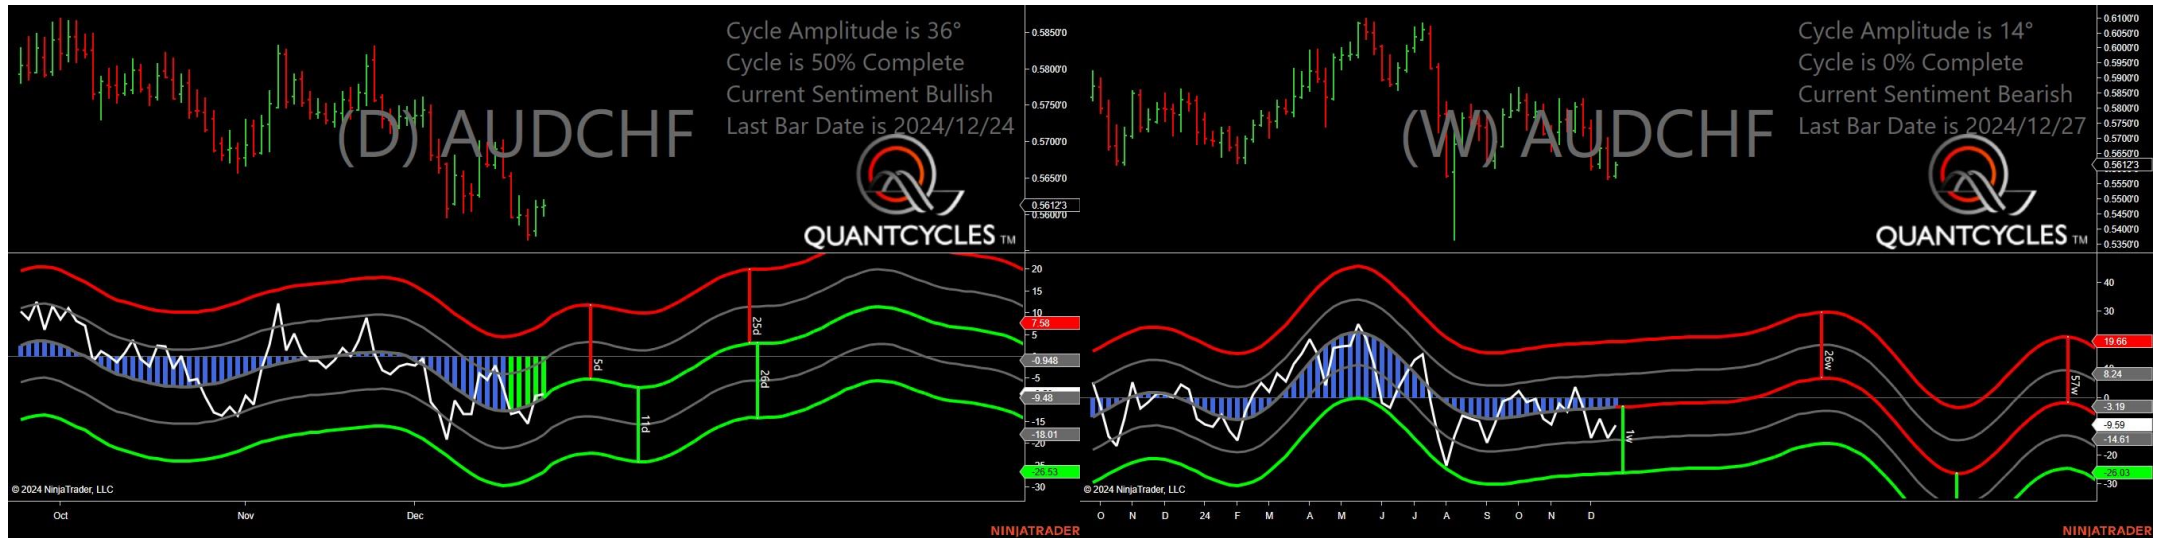 Cycle Amplitude is 36°
Cycle is 50% Complete
Current Sentiment Bullish
Last Bar Date is 2024/12/24
(D) AUDCHF
QUANTCYCLES TM
0.5850'0
0.5800'0
0.5750'0
0.5700'0
0.5650'0
0.5612'3
0.5600'0
20
15
10
7.58
5
-0.948
-5
-9.48
-15
-18.01
-20
-26.53
-30
5d
11d
25d
26d
© 2024 NinjaTrader, LLC
Oct Nov Dec
NINJATRADER
Cycle Amplitude is 14°
Cycle is 0% Complete
Current Sentiment Bearish
Last Bar Date is 2024/12/27
(W) AUDCHF
QUANTCYCLES TM
0.6100'0
0.6050'0
0.6000'0
0.5950'0
0.5900'0
0.5850'0
0.5800'0
0.5750'0
0.5700'0
0.5650'0
0.5612'3
0.5550'0
0.5500'0
0.5450'0
0.5400'0
0.5350'0
40
30
19.66
8.24
0
-3.19
-9.59
-14.61
-20
-26.03
-30
1w
26w
57w
© 2024 NinjaTrader, LLC
O N D 24 F M A M J J A S O N D
NINJATRADER